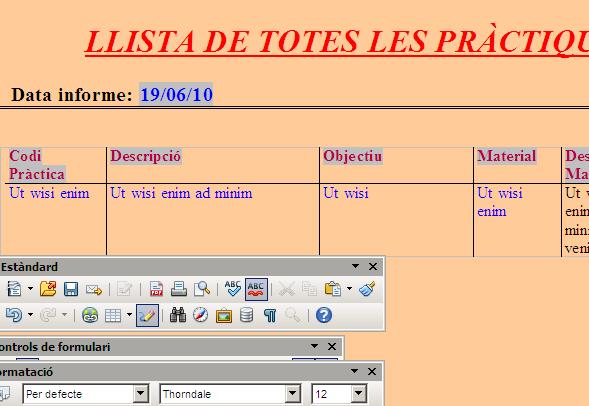 LLISTA DE TOTES LES PRÀCTIQU
Data informe: 19/06/10
Codi Pràctica Descripció Objectiu Material Des Ma
Ut wisi enim Ut wisi enim ad minim Ut wisi Ut wisi enim Ut w enim mini veni
Estàndard
ABC ABC
ontrols de formulari
ormatació
Per defecte Thorndale 12